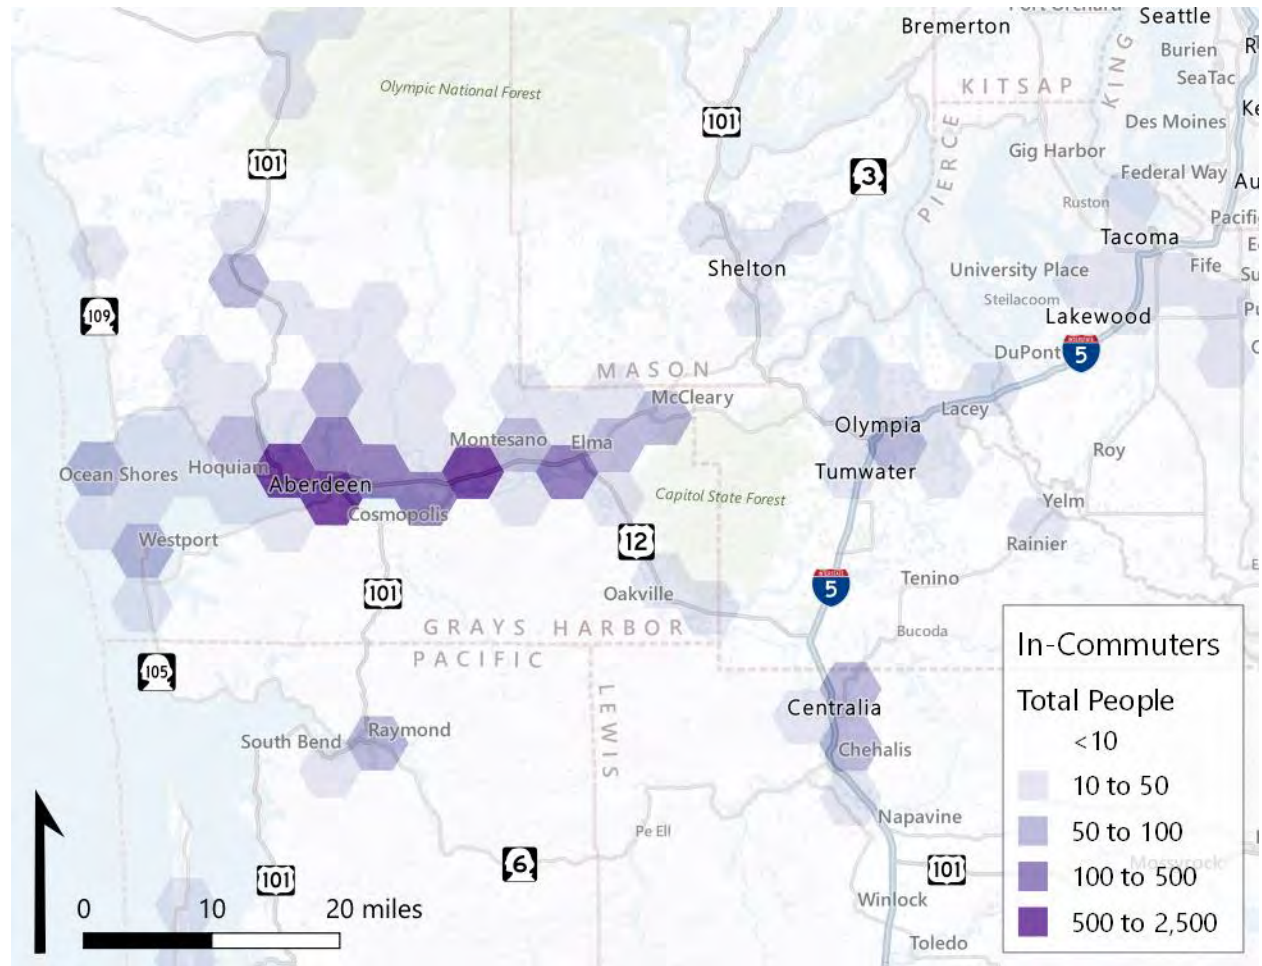 Seattle
Bremerton
Burien
SeaTac
KING
KITSAP
Olympic National Forest
101
Des Moines
PIERCE
Gig Harbor
101
3
Federal Way
Ruston
Tacoma
Shelton
University Place
Fife
Steilacoom
109
Lakewood
DuPont
5
MASON
McCleary
Lacey
Olympia
Montesano
Elma
Roy
Ocean Shores
Hoquiam
Aberdeen
Tumwater
Capitol State Forest
Yelm
Cosmopolis
Westport
12
Rainier
101
Oakville
5
Tenino
GRAYS HARBOR
Bucoda
PACIFIC
105
LEWIS
Centralia
Raymond
South Bend
Chehalis
Napavine
Pe Ell
6
101
101
Mossyrock
Winlock
Toledo
0 10 20 miles
In-Commuters
Total People
<10
10 to 50
50 to 100
100 to 500
500 to 2,500